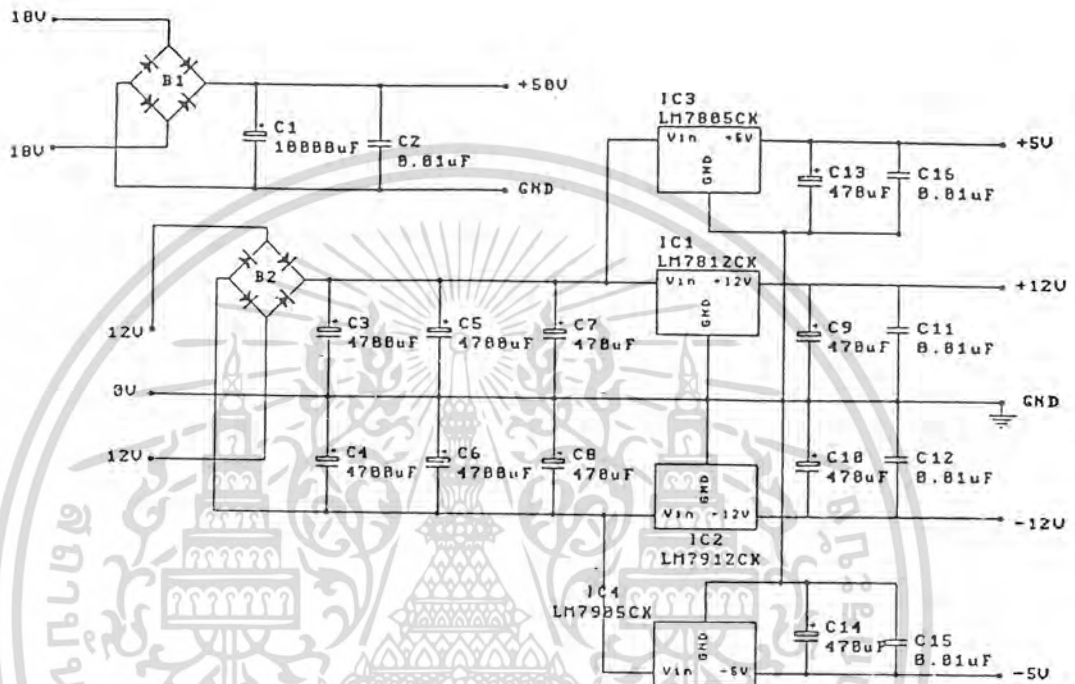 18V
B1
+50V
C1
10000uF
C2
0.01uF
18V
GND
IC3
LM7805CK
Vin +5V
GND
+5V
C13
470uF
C16
0.01uF
B2
IC1
LM7812CK
Vin +12V
GND
+12V
12V
C3
4700uF
C5
4700uF
C7
470uF
C9
470uF
C11
0.01uF
0V
GND
12V
C4
4700uF
C6
4700uF
C8
470uF
C10
470uF
C12
0.01uF
GND
Vin -12V
-12V
IC2
LM7912CK
IC4
LM7905CK
GND
Vin -5V
C14
470uF
C15
0.01uF
-5V